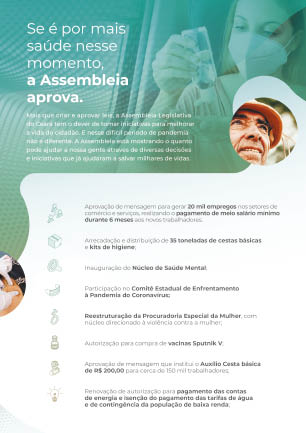 Se é por mais
saúde nesse
momento,
a Assembleia
aprova.
Mais que criar e aprovar leis, a Assembleia Legislativa
do Ceará tem o dever de tomar iniciativas para melhorar
a vida do cidadão. E nesse difícil período de pandemia
não é diferente. A Assembleia está mostrando o quanto
pode ajudar a nossa gente através de diversas decisões
e iniciativas que já ajudaram a salvar milhares de vidas.
Aprovação de mensagem para gerar 20 mil empregos nos setores de
comércio e serviços, realizando o pagamento de meio salário mínimo
durante 6 meses aos novos trabalhadores;
Arrecadação e distribuição de 35 toneladas de cestas básicas
e kits de higiene;
Inauguração do Núcleo de Saúde Mental;
Participação no Comitê Estadual de Enfrentamento
à Pandemia do Coronavírus;
Reestruturação da Procuradoria Especial da Mulher, com
núcleo direcionado à violência contra a mulher;
Autorização para compra de vacinas Sputnik V;
Aprovação de mensagem que institui o Auxílio Cesta básica
de R$ 200,00 para cerca de 150 mil trabalhadores;
Renovação de autorização para pagamento das contas
de energia e isenção do pagamento das tarifas de água
e de contingência da população de baixa renda;